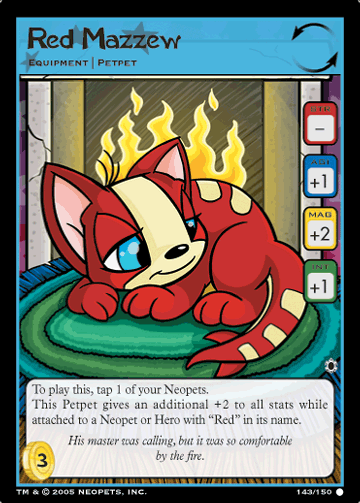 Red Mazzew
Equipment | Petpet
STR
–
AGI
+1
MAG
+2
INT
+1
To play this, tap 1 of your Neopets.
This Petpet gives an additional +2 to all stats while
attached to a Neopet or Hero with “Red” in its name.
His master was calling, but it was so comfortable
by the fire.
3
TM & © 2005 NEOPETS, INC.
143/150